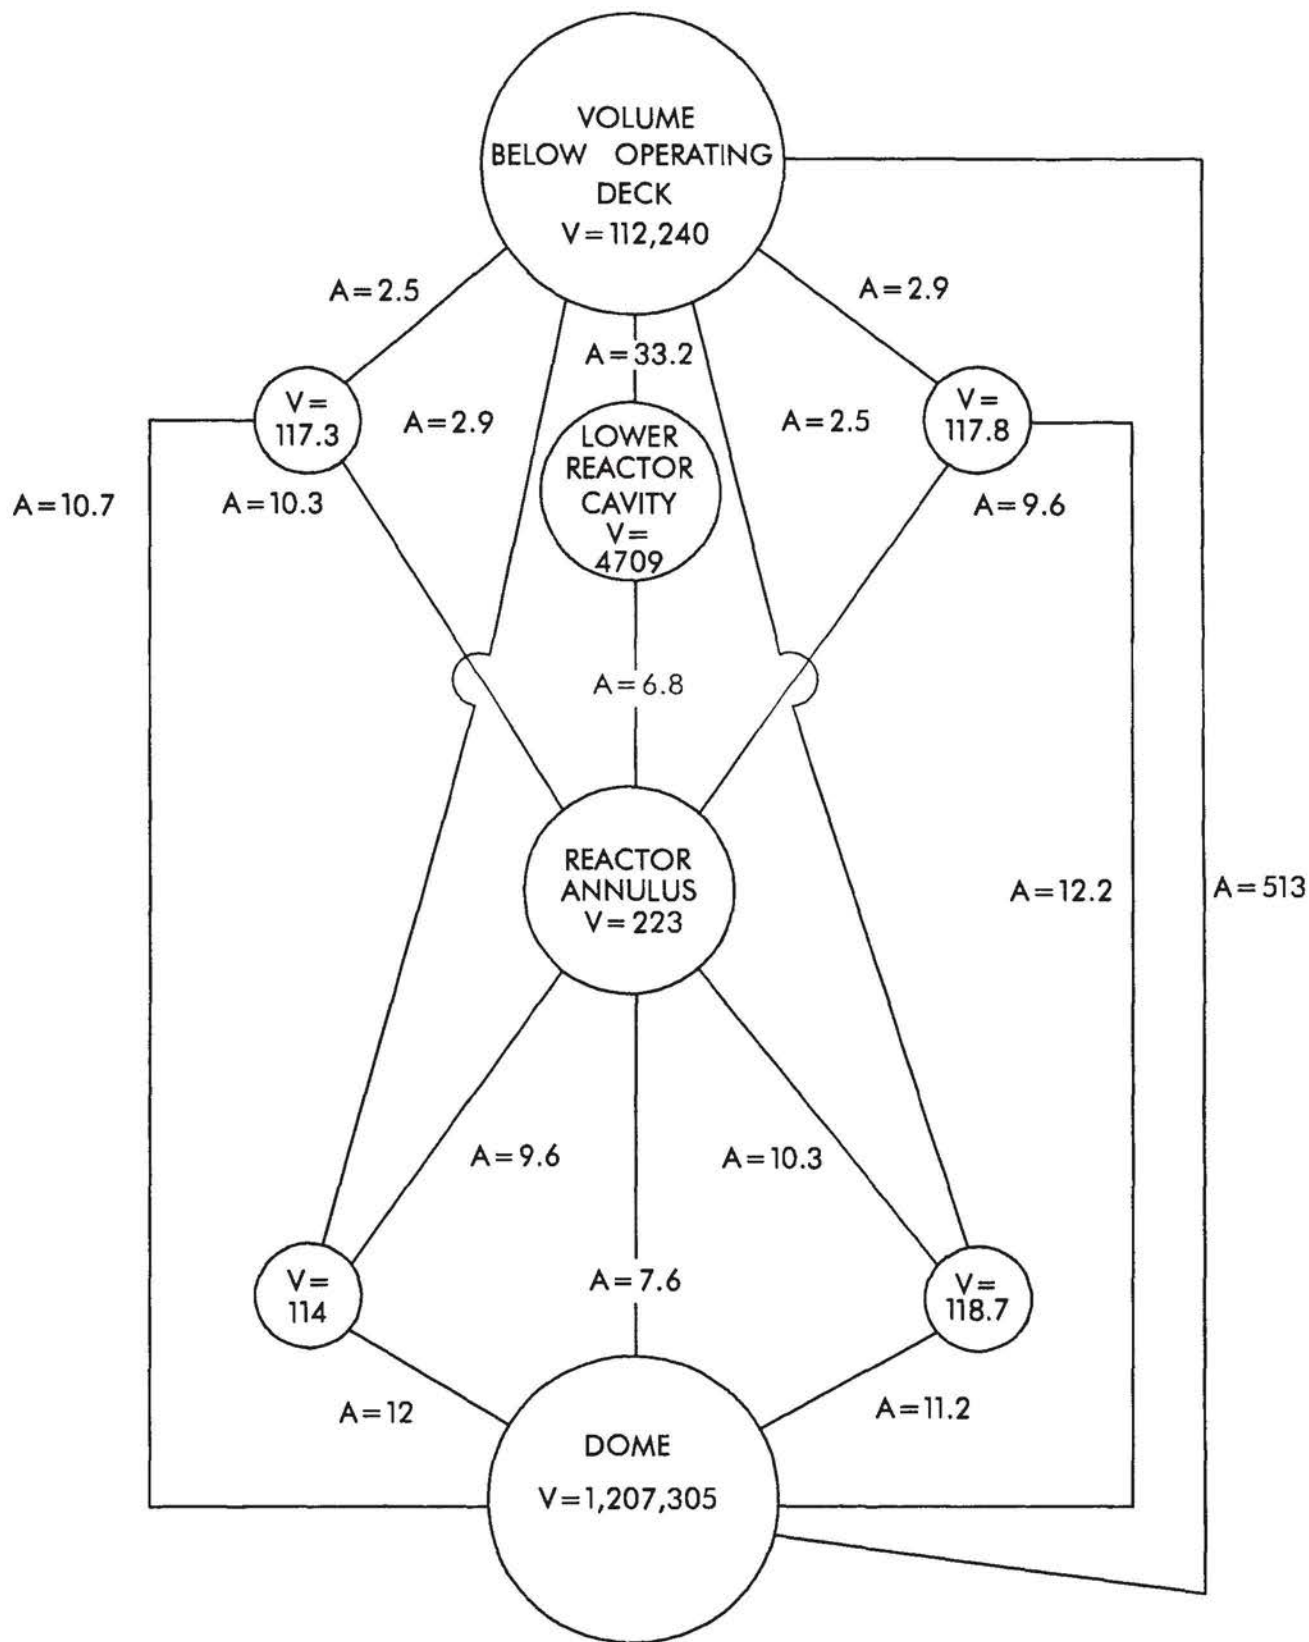 VOLUME
BELOW OPERATING
DECK
V=112,240
A=2.5
A=2.9
A=33.2
V=
117.3
A=2.9
LOWER
REACTOR
CAVITY
V=
4709
A=2.5
V=
117.8
A=10.7
A=10.3
A=9.6
A=6.8
REACTOR
ANNULUS
V=223
A=12.2
A=513
A=9.6
A=10.3
V=
114
A=7.6
V=
118.7
A=12
A=11.2
DOME
V=1,207,305